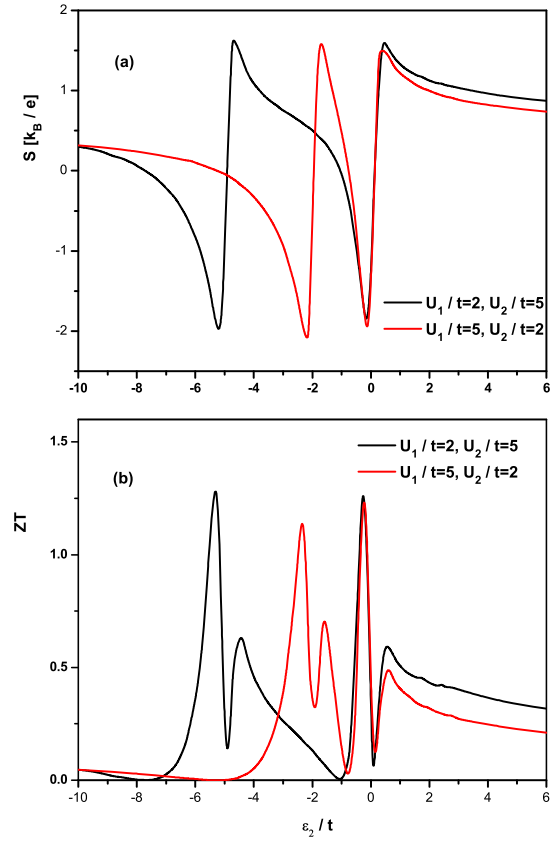 2
(a)
1
S [k_B / e]
0
-1
U_1 / t=2, U_2 / t=5
-2
U_1 / t=5, U_2 / t=2
-10 -8 -6 -4 -2 0 2 4 6
1.5
U_1 / t=2, U_2 / t=5
(b)
U_1 / t=5, U_2 / t=2
ZT
1.0
0.5
0.0
-10 -8 -6 -4 -2 0 2 4 6
ε_2 / t